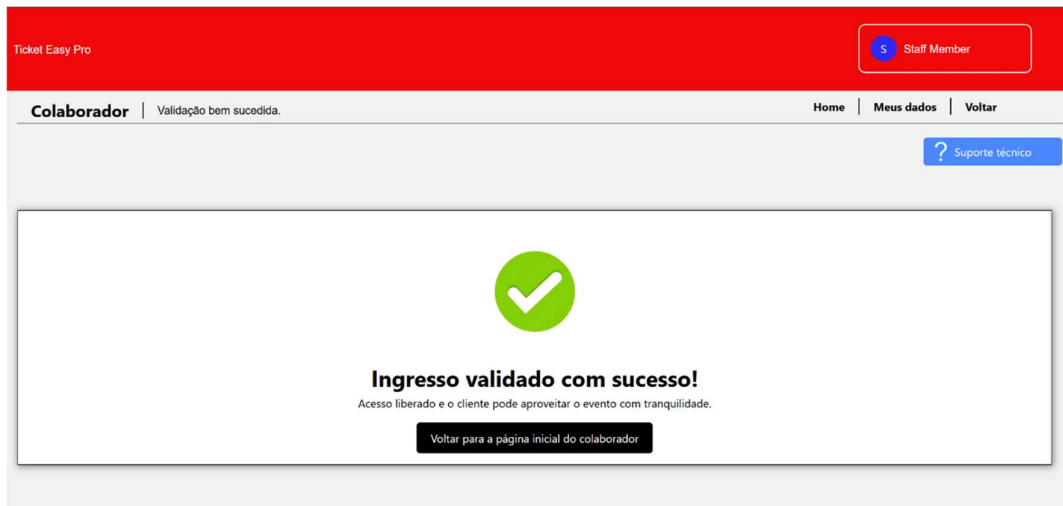 Ticket Easy Pro
S Staff Member
Colaborador | Validação bem sucedida.
Home | Meus dados | Voltar
? Suporte técnico
Ingresso validado com sucesso!
Acesso liberado e o cliente pode aproveitar o evento com tranquilidade.
Voltar para a página inicial do colaborador